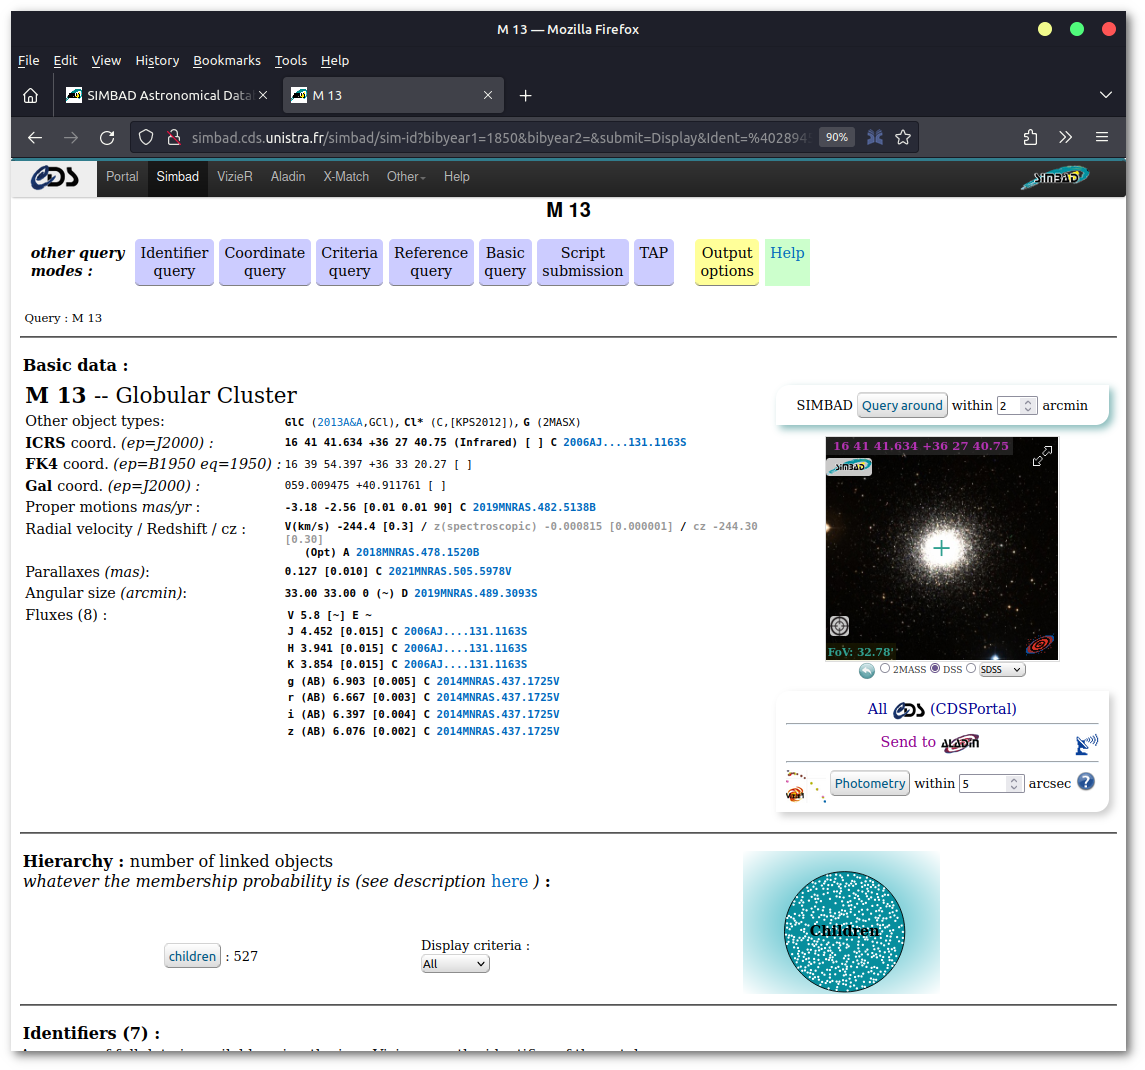 M 13 — Mozilla Firefox
File Edit View History Bookmarks Tools Help
SIMBAD Astronomical Data
M 13
simbad.cds.unistra.fr/simbad/sim-id?bibyear1=1850&bibyear2=&submit=Display&Ident=%402894
90%
CDS Portal Simbad VizieR Aladin X-Match Other Help SIMBAD
M 13
other query modes :
Identifier query
Coordinate query
Criteria query
Reference query
Basic query
Script submission
TAP
Output options
Help
Query : M 13
Basic data :
M 13 -- Globular Cluster
Other object types: GlC (2013A&A,GCl), Cl* (C,[KPS2012]), G (2MASX)
ICRS coord. (ep=J2000) : 16 41 41.634 +36 27 40.75 (Infrared) [ ] C 2006AJ....131.1163S
FK4 coord. (ep=B1950 eq=1950) : 16 39 54.397 +36 33 20.27 [ ]
Gal coord. (ep=J2000) : 059.009475 +40.911761 [ ]
Proper motions mas/yr : -3.18 -2.56 [0.01 0.01 90] C 2019MNRAS.482.5138B
Radial velocity / Redshift / cz : V(km/s) -244.4 [0.3] / z(spectroscopic) -0.000815 [0.000001] / cz -244.30
[0.30]
(Opt) A 2018MNRAS.478.1520B
Parallaxes (mas): 0.127 [0.010] C 2021MNRAS.505.5978V
Angular size (arcmin): 33.00 33.00 0 (~) D 2019MNRAS.489.3093S
Fluxes (8) : V 5.8 [~] E ~
J 4.452 [0.015] C 2006AJ....131.1163S
H 3.941 [0.015] C 2006AJ....131.1163S
K 3.854 [0.015] C 2006AJ....131.1163S
g (AB) 6.903 [0.005] C 2014MNRAS.437.1725V
r (AB) 6.667 [0.003] C 2014MNRAS.437.1725V
i (AB) 6.397 [0.004] C 2014MNRAS.437.1725V
z (AB) 6.076 [0.002] C 2014MNRAS.437.1725V
SIMBAD Query around within 2 arcmin
16 41 41.634 +36 27 40.75
SIMBAD
FoV: 32.78'
2MASS DSS SDSS
All CDS (CDSPortal)
Send to ALADIN
VizieR Photometry within 5 arcsec ?
Hierarchy : number of linked objects
whatever the membership probability is (see description here ) :
children : 527
Display criteria :
All
Children
Identifiers (7) :